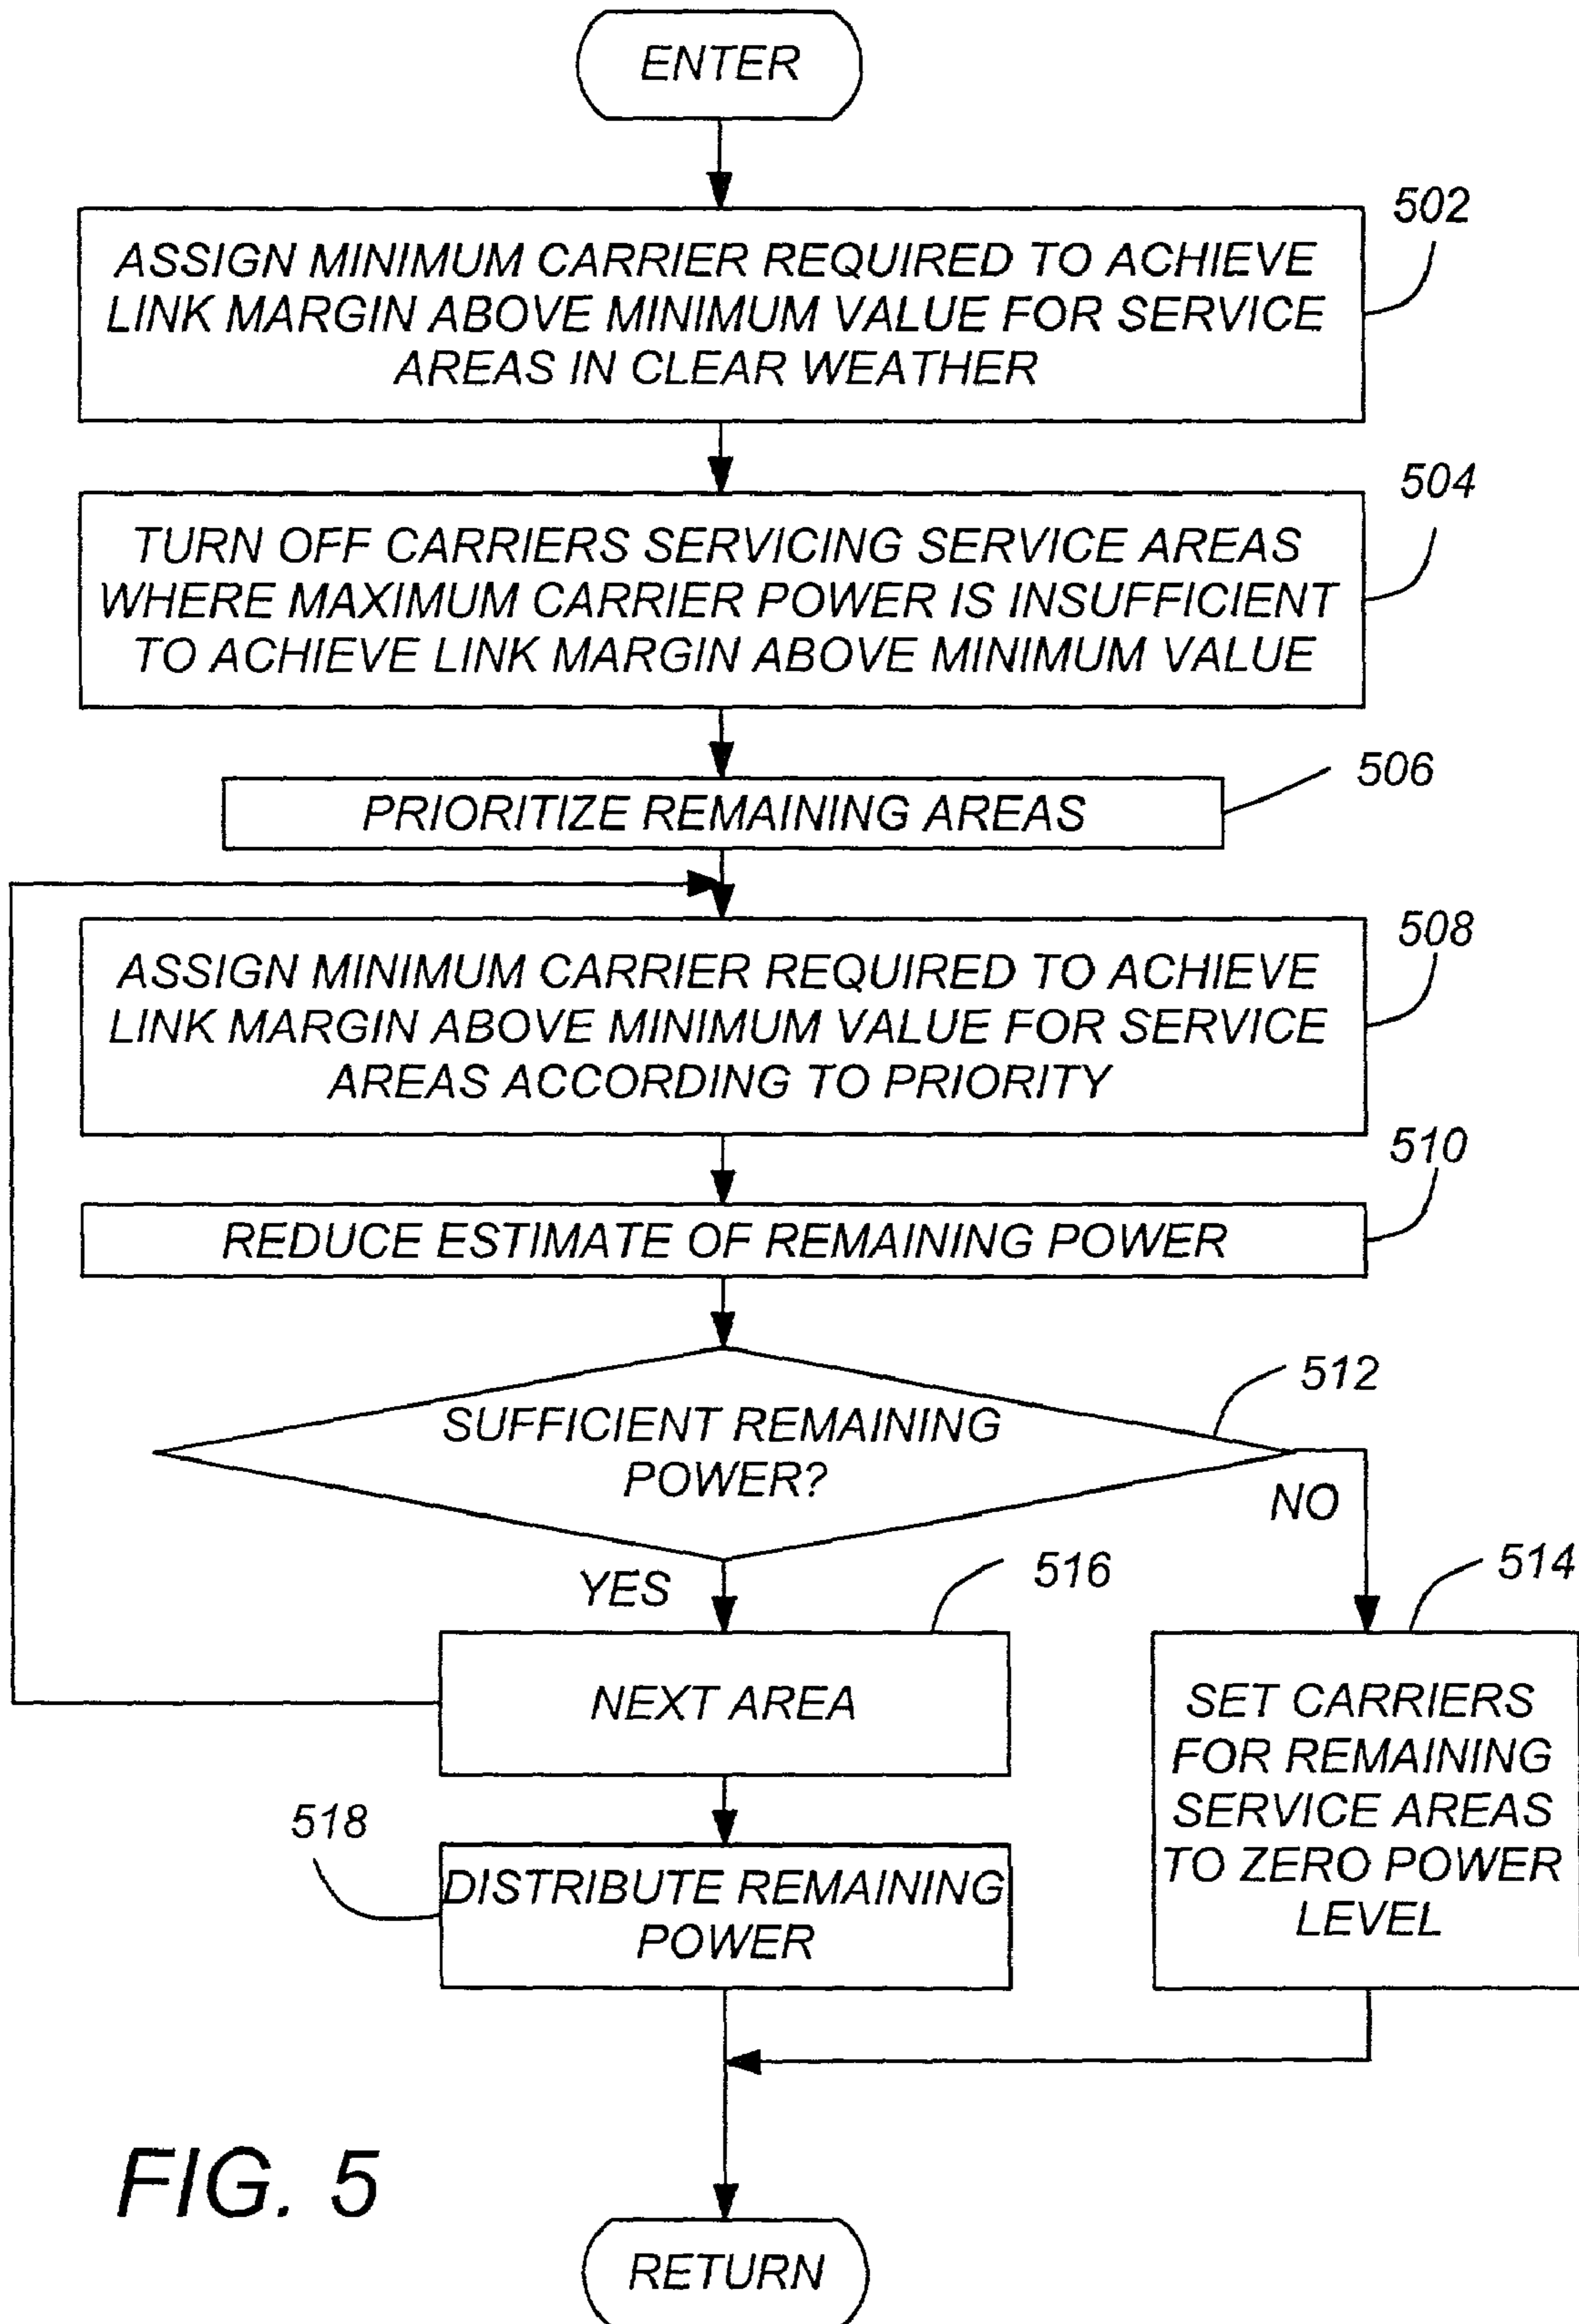 ENTER
502
ASSIGN MINIMUM CARRIER REQUIRED TO ACHIEVE
LINK MARGIN ABOVE MINIMUM VALUE FOR SERVICE
AREAS IN CLEAR WEATHER
504
TURN OFF CARRIERS SERVICING SERVICE AREAS
WHERE MAXIMUM CARRIER POWER IS INSUFFICIENT
TO ACHIEVE LINK MARGIN ABOVE MINIMUM VALUE
506
PRIORITIZE REMAINING AREAS
508
ASSIGN MINIMUM CARRIER REQUIRED TO ACHIEVE
LINK MARGIN ABOVE MINIMUM VALUE FOR SERVICE
AREAS ACCORDING TO PRIORITY
510
REDUCE ESTIMATE OF REMAINING POWER
512
SUFFICIENT REMAINING
POWER?
NO
YES
516
514
NEXT AREA
SET CARRIERS
FOR REMAINING
SERVICE AREAS
TO ZERO POWER
LEVEL
518
DISTRIBUTE REMAINING
POWER
FIG. 5
RETURN